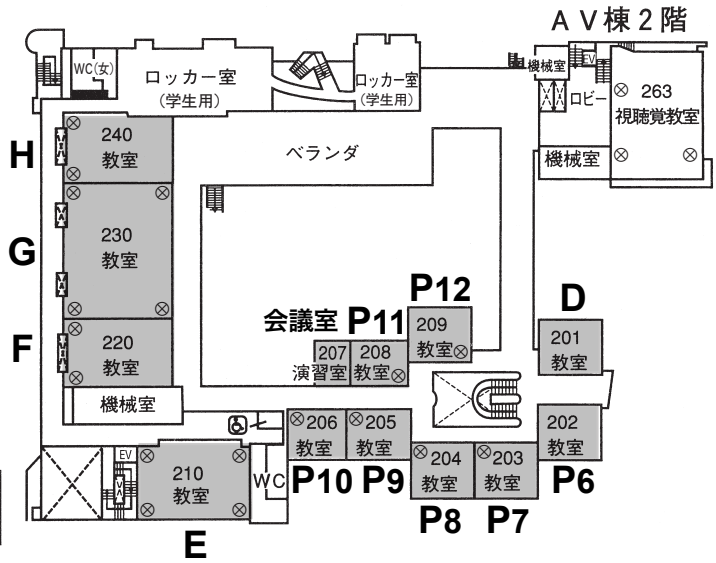 AV棟2階
WC(女)
ロッカー室
(学生用)
ロッカー室
(学生用)
機械室
EV
ロビー
263
視聴覚教室
機械室
H
240
教室
ベランダ
G
230
教室
F
220
教室
機械室
会議室
P11
P12
D
207
演習室
208
教室
209
教室
201
教室
206
教室
205
教室
202
教室
P10
P9
204
教室
203
教室
P6
P8
P7
EV
210
教室
WC
E